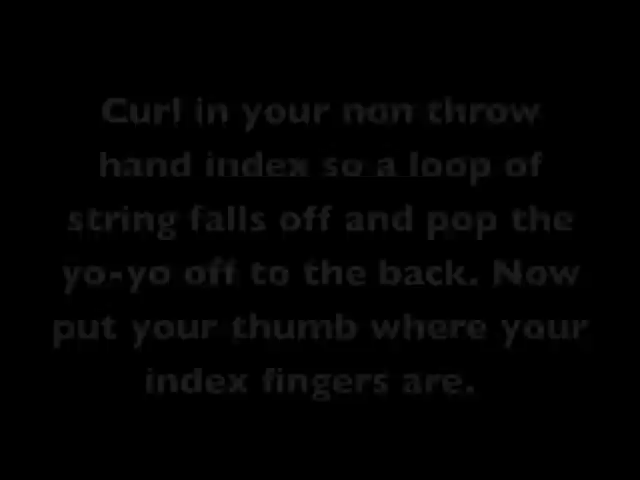 Curl in your non throw
hand index so a loop of
string falls off and pop the
yo-yo off to the back. Now
put your thumb where your
index fingers are.